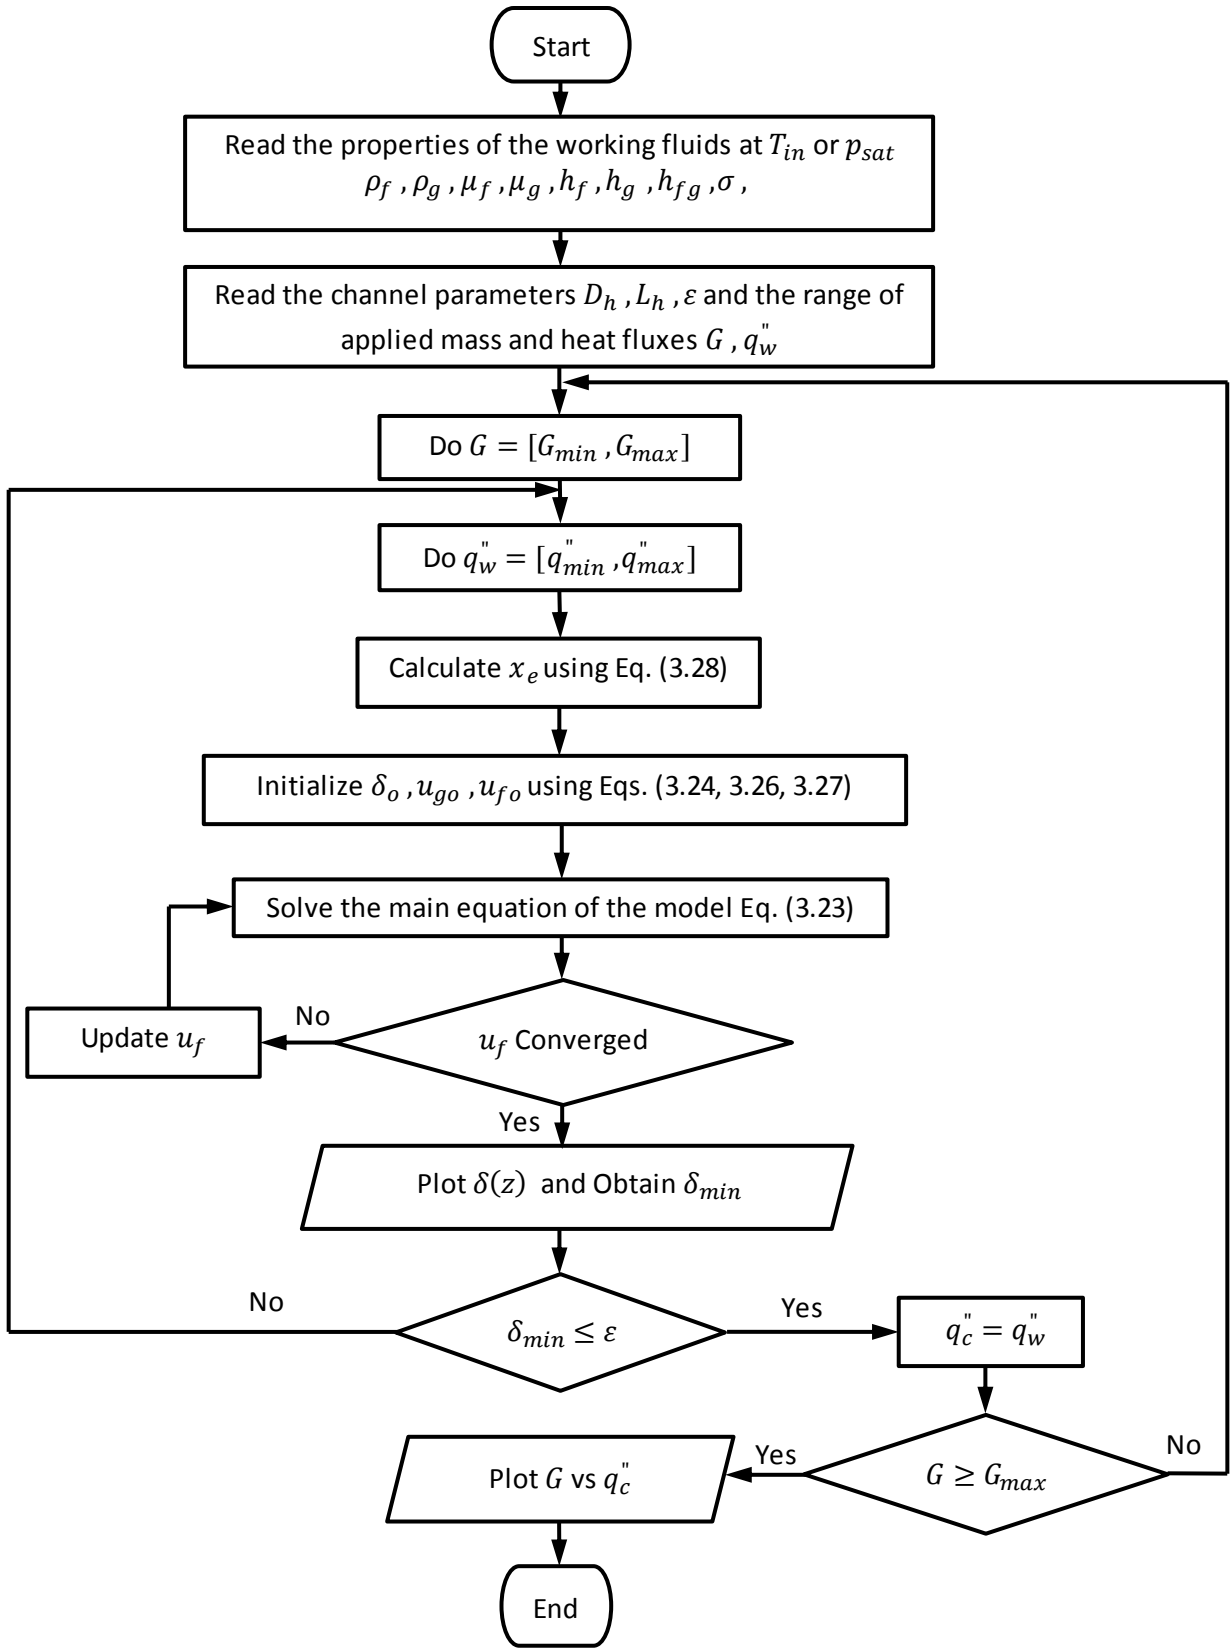 Start
Read the properties of the working fluids at T_in or p_sat
ρ_f , ρ_g , μ_f , μ_g , h_f , h_g , h_fg , σ ,
Read the channel parameters D_h , L_h , ε and the range of
applied mass and heat fluxes G , q"_w
Do G = [G_min , G_max]
Do q"_w = [q"_min , q"_max]
Calculate x_e using Eq. (3.28)
Initialize δ_o , u_go , u_fo using Eqs. (3.24, 3.26, 3.27)
Solve the main equation of the model Eq. (3.23)
No
Update u_f
u_f Converged
Yes
Plot δ(z) and Obtain δ_min
No
Yes
δ_min ≤ ε
q"_c = q"_w
Yes
No
Plot G vs q"_c
G ≥ G_max
End